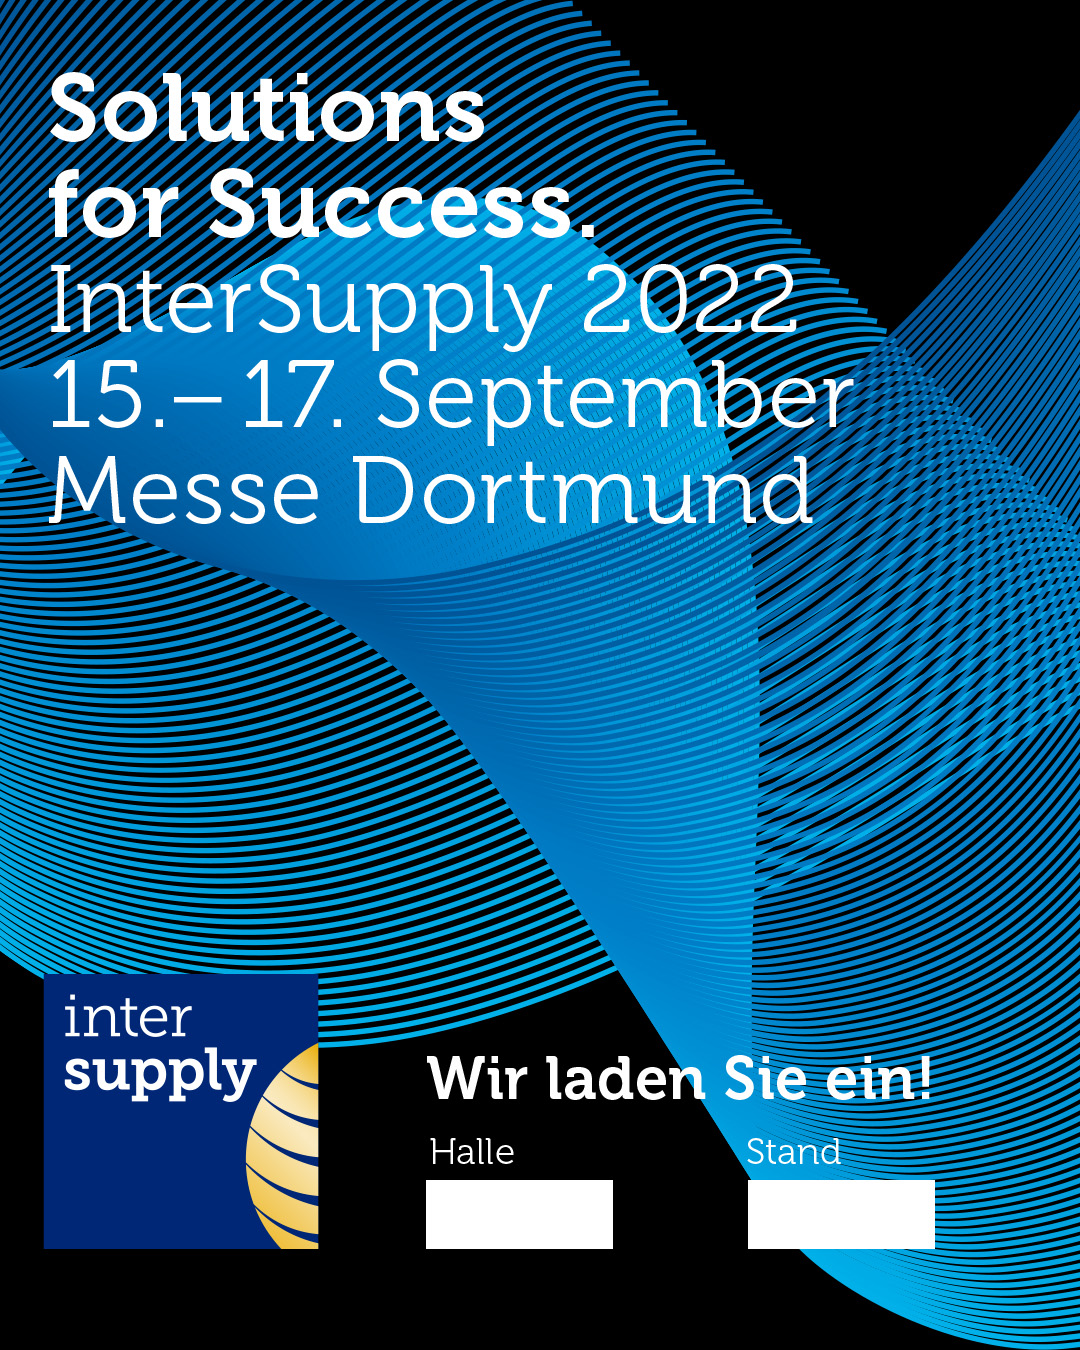 Solutions
for Success.
InterSupply 2022
15.–17. September
Messe Dortmund
inter
supply
Wir laden Sie ein!
Halle
Stand